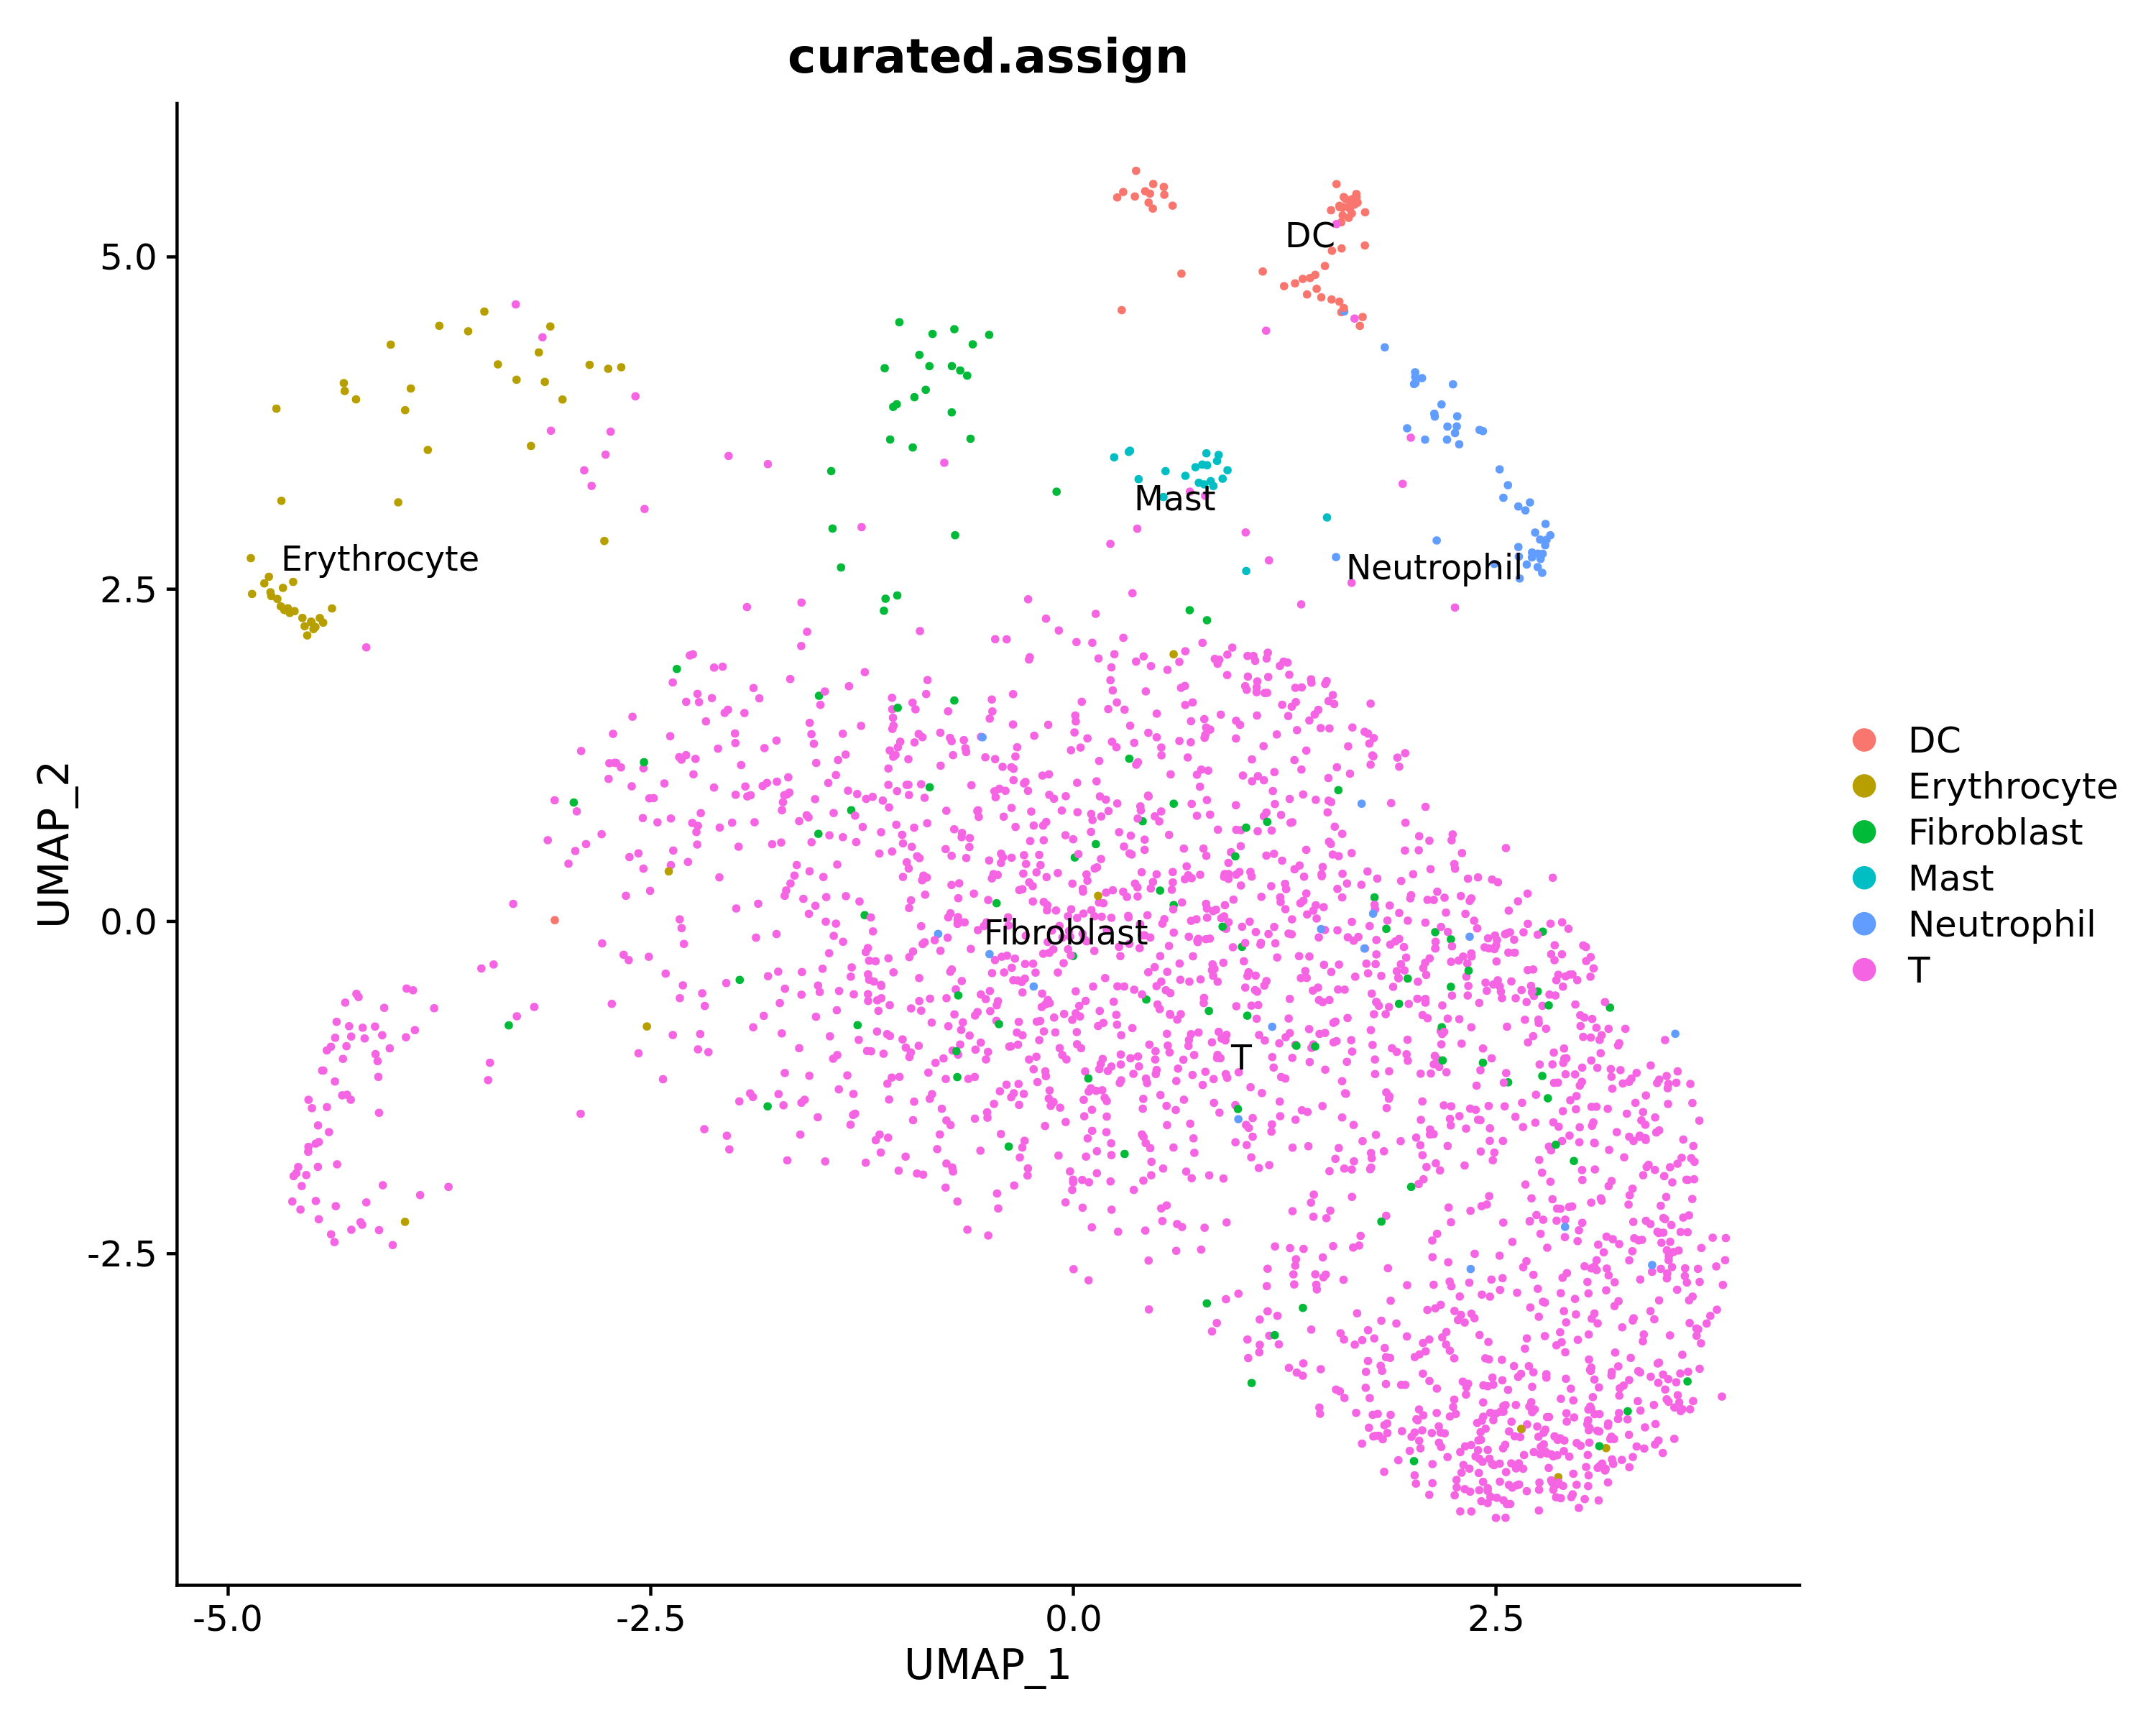 curated.assign
UMAP_2
5.0
2.5
0.0
-2.5
DC
Mast
Erythrocyte
Neutrophil
Fibroblast
T
DC
Erythrocyte
Fibroblast
Mast
Neutrophil
T
-5.0
-2.5
0.0
2.5
UMAP_1